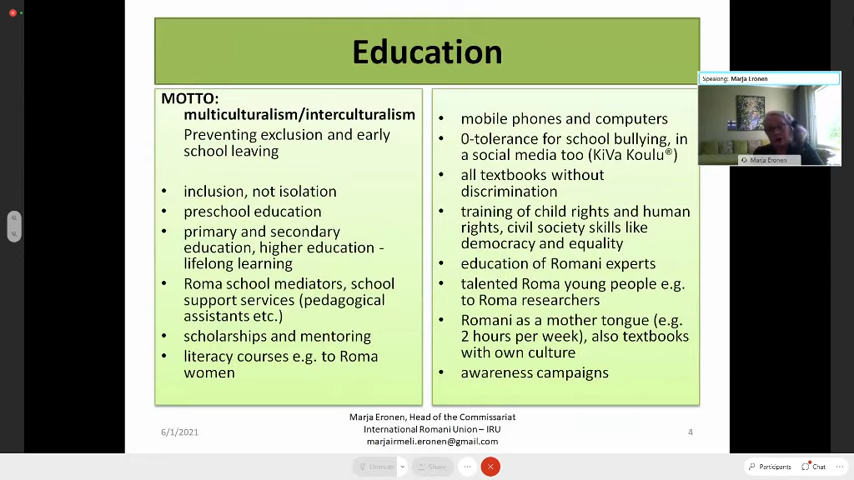 Education
MOTTO:
multiculturalism/interculturalism
Preventing exclusion and early
school leaving
• inclusion, not isolation
• preschool education
• primary and secondary
education, higher education -
lifelong learning
• Roma school mediators, school
support services (pedagogical
assistants etc.)
• scholarships and mentoring
• literacy courses e.g. to Roma
women
• mobile phones and computers
• 0-tolerance for school bullying, in
a social media too (KiVa Koulu®)
• all textbooks without
discrimination
• training of child rights and human
rights, civil society skills like
democracy and equality
• education of Romani experts
• talented Roma young people e.g.
to Roma researchers
• Romani as a mother tongue (e.g.
2 hours per week), also textbooks
with own culture
• awareness campaigns
6/1/2021
Marja Eronen, Head of the Commissariat
International Romani Union – IRU
marjairmeli.eronen@gmail.com
4
Speaking: Marja Eronen
Marja Eronen
Unmute
Share
Participants
Chat